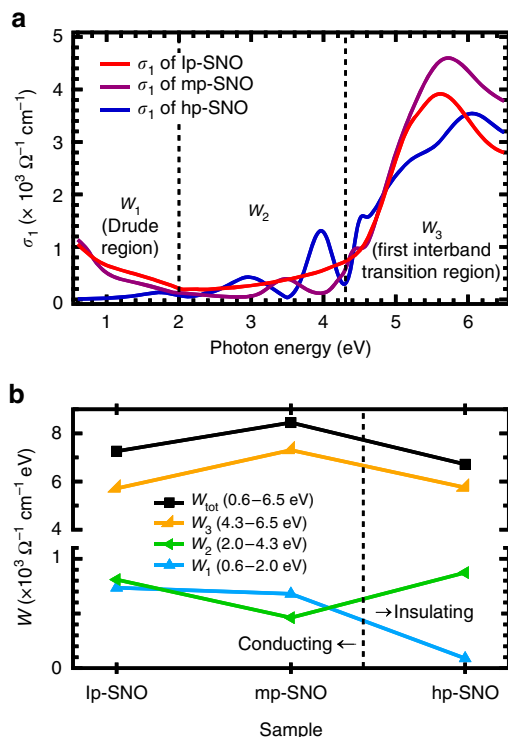 a
5
4
3
2
1
0
σ₁ (× 10³ Ω⁻¹ cm⁻¹)
σ₁ of lp-SNO
σ₁ of mp-SNO
σ₁ of hp-SNO
W₁
(Drude
region)
W₂
W₃
(first interband
transition region)
1 2 3 4 5 6
Photon energy (eV)
b
8
6
4
1
0
W (×10³ Ω⁻¹ cm⁻¹ eV)
Wtot (0.6–6.5 eV)
W₃ (4.3–6.5 eV)
W₂ (2.0–4.3 eV)
W₁ (0.6–2.0 eV)
→Insulating
Conducting ←
lp-SNO mp-SNO hp-SNO
Sample